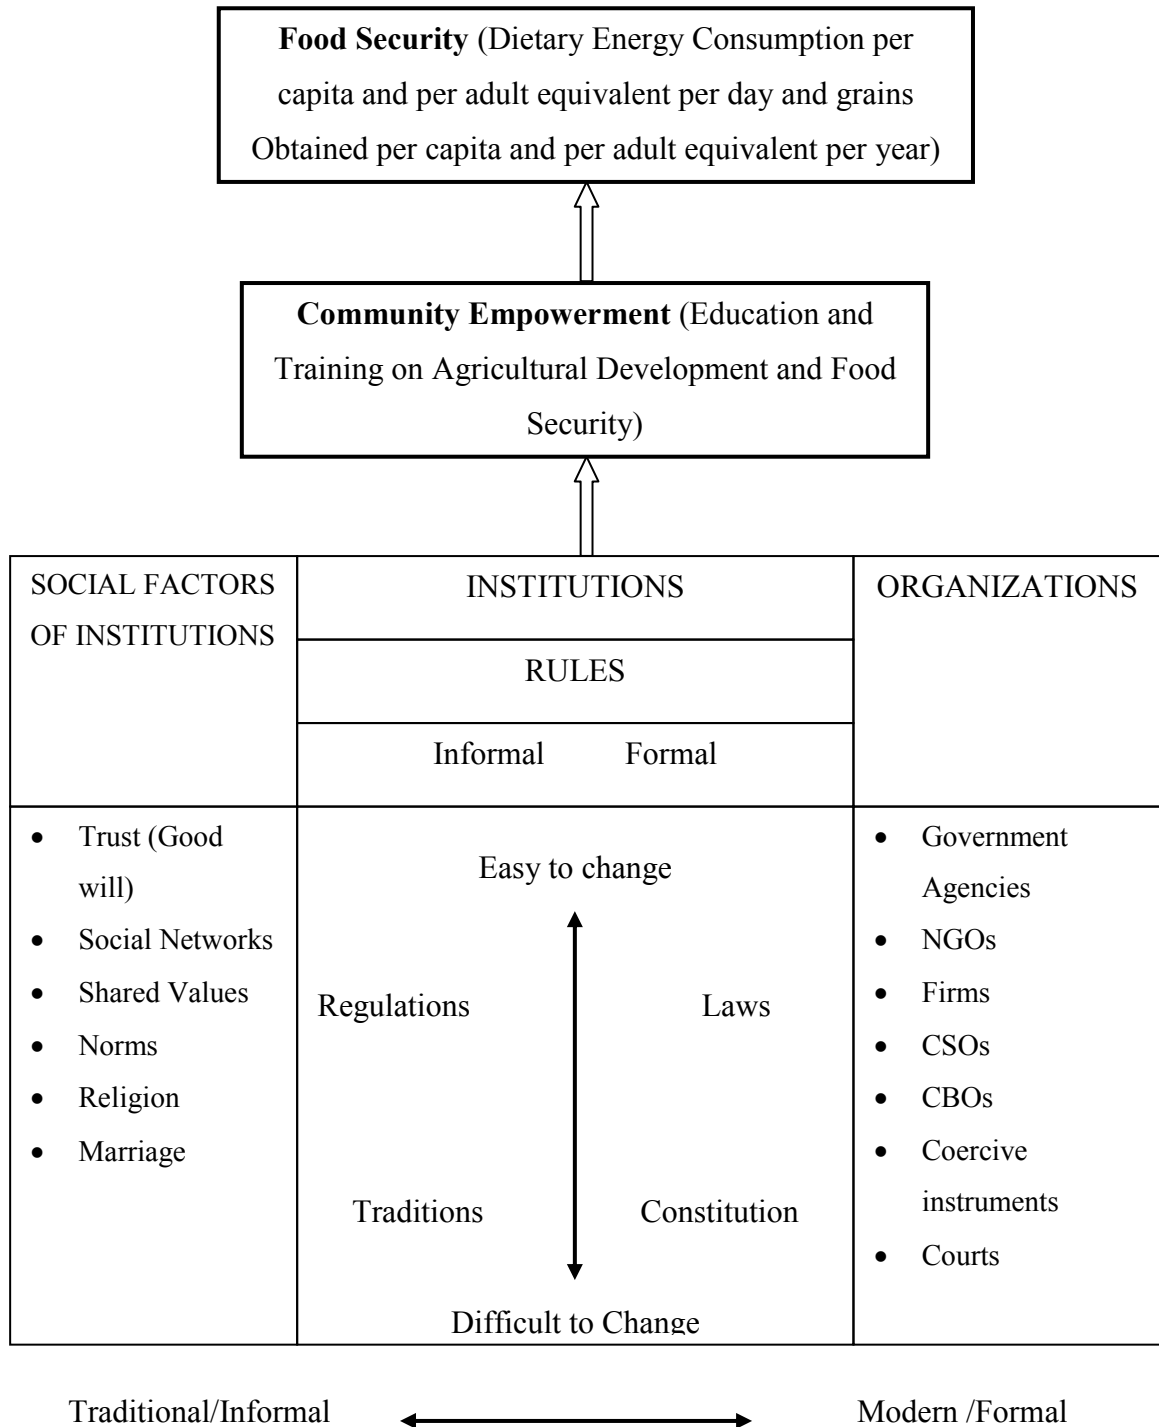 Food Security (Dietary Energy Consumption per
capita and per adult equivalent per day and grains
Obtained per capita and per adult equivalent per year)
Community Empowerment (Education and
Training on Agricultural Development and Food
Security)
SOCIAL FACTORS
OF INSTITUTIONS
INSTITUTIONS
RULES
Informal Formal
ORGANIZATIONS
• Trust (Good
will)
• Social Networks
• Shared Values
• Norms
• Religion
• Marriage
Easy to change
Regulations Laws
Traditions Constitution
Difficult to Change
• Government
Agencies
• NGOs
• Firms
• CSOs
• CBOs
• Coercive
instruments
• Courts
Traditional/Informal Modern /Formal